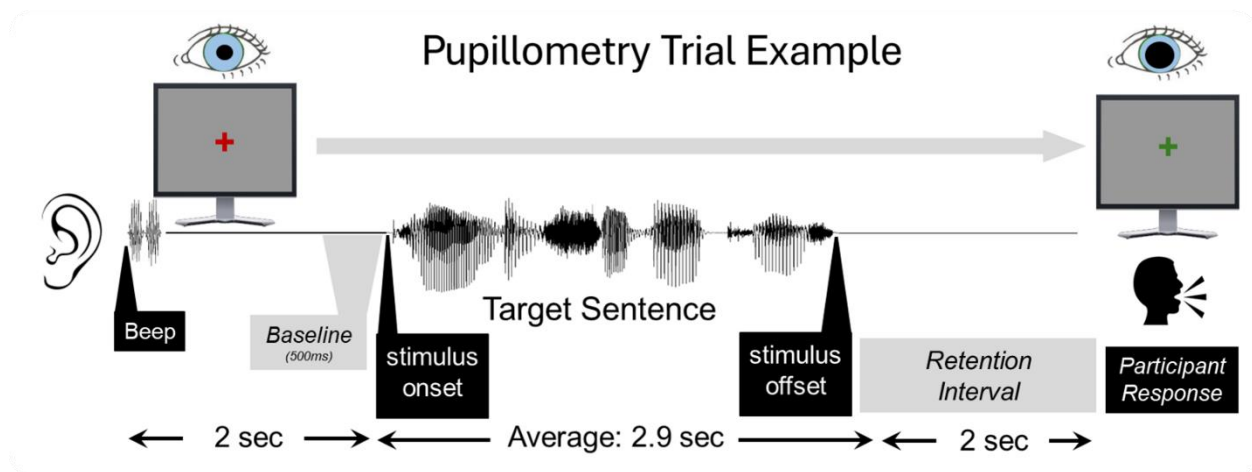 Pupillometry Trial Example
Beep
Baseline
(500ms)
stimulus
onset
Target Sentence
stimulus
offset
Retention
Interval
Participant
Response
2 sec
Average: 2.9 sec
2 sec